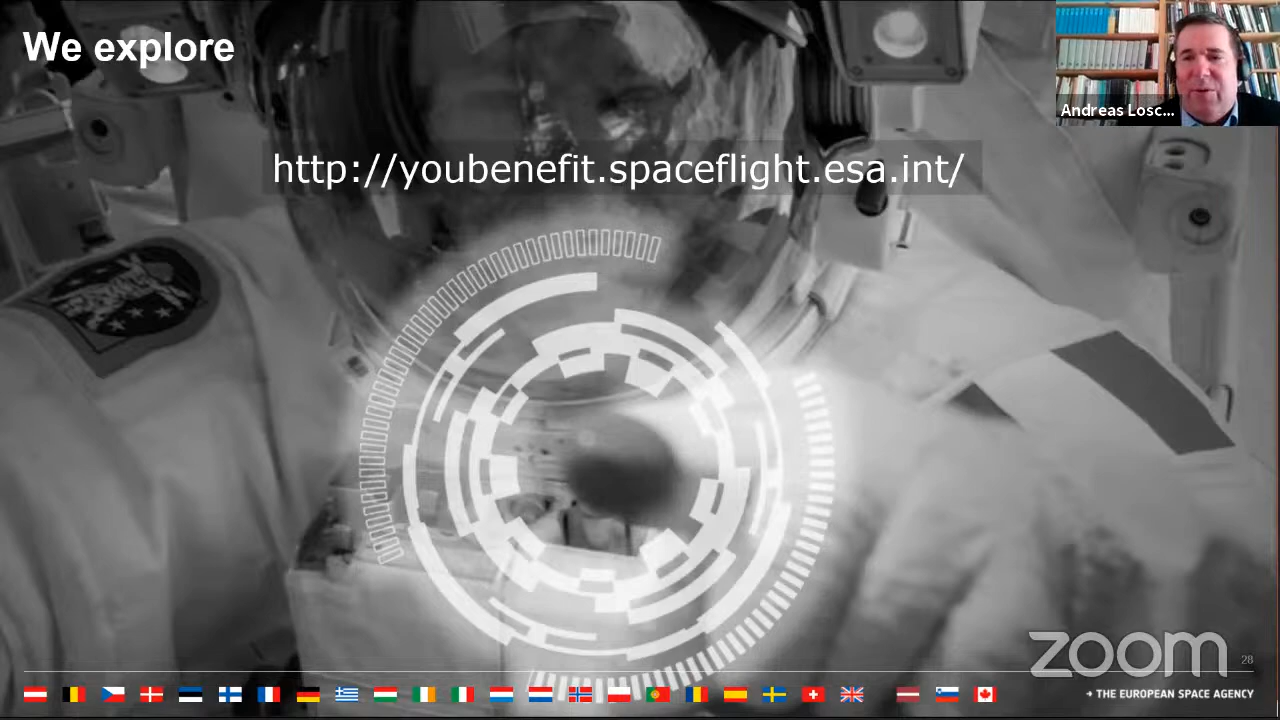 We explore
Andreas Losc...
http://youbenefit.spaceflight.esa.int/
zoom
28
→ THE EUROPEAN SPACE AGENCY